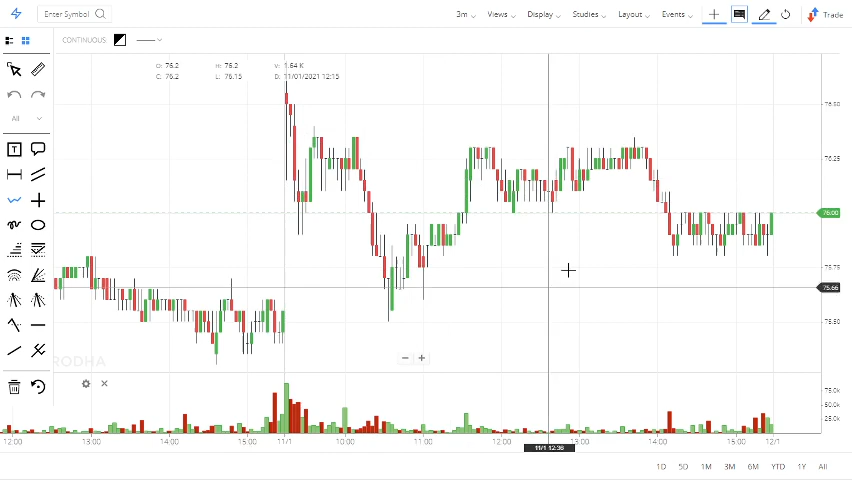 Enter Symbol
3m Views Display Studies Layout Events Trade
CONTINUOUS
O: 76.2 H: 76.2 V: 1.64 K
C: 76.2 L: 76.15 D: 11/01/2021 12:15
All
T
76.50
76.25
76.00
75.75
75.66
75.50
RODHA
75.0k
50.0k
25.0k
12:00 13:00 14:00 15:00 11/1 10:00 11:00 12:00 13:00 14:00 15:00 12/1
11/1 12:36
1D 5D 1M 3M 6M YTD 1Y All